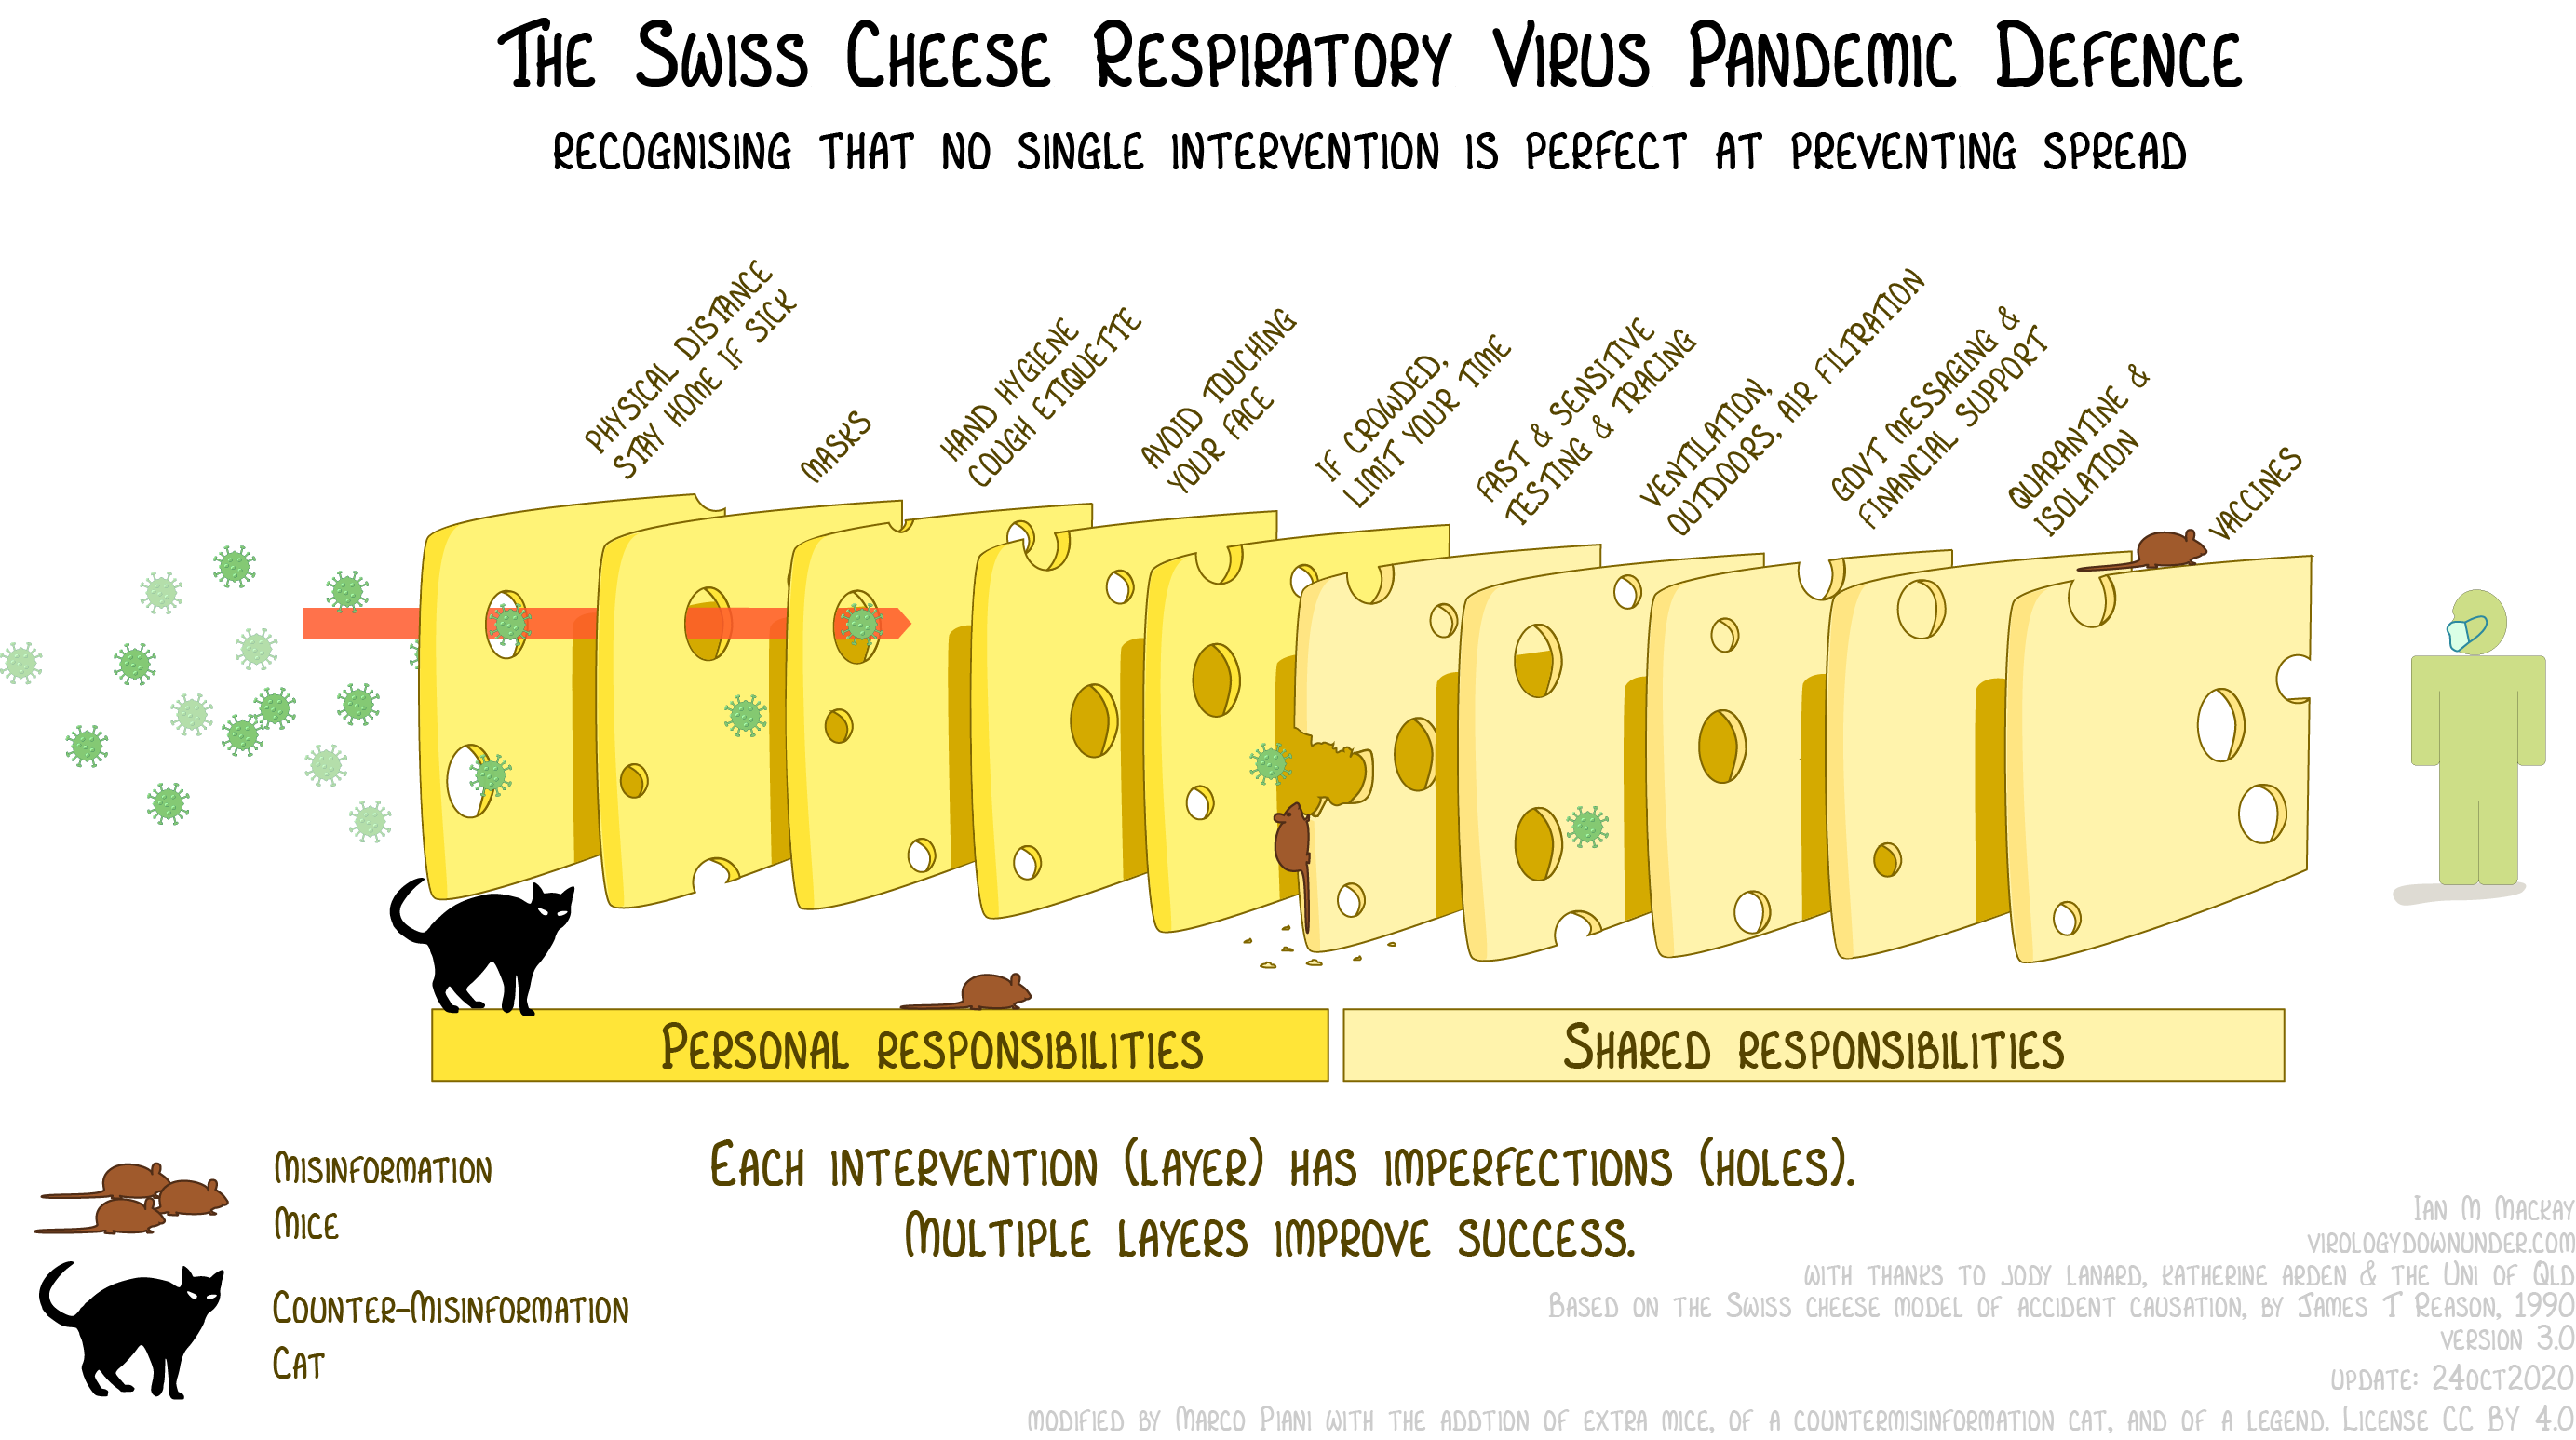 The Swiss Cheese Respiratory Virus Pandemic Defence
recognising that no single intervention is perfect at preventing spread
physical distance
stay home if sick
masks
hand hygiene
cough etiquette
avoid touching
your face
if crowded,
limit your time
fast & sensitive
testing & tracing
ventilation,
outdoors, air filtration
govt messaging &
financial support
quarantine &
isolation
vaccines
Personal responsibilities
Shared responsibilities
Misinformation
Mice
Counter-Misinformation
Cat
Each intervention (layer) has imperfections (holes).
Multiple layers improve success.
Ian M Mackay
virologydownunder.com
with thanks to Jody Lanard, Katherine Arden & the Uni of Qld
Based on the Swiss cheese model of accident causation, by James T Reason, 1990
version 3.0
update: 24oct2020
modified by Marco Piani with the addtion of extra mice, of a countermisinformation cat, and of a legend. License CC BY 4.0